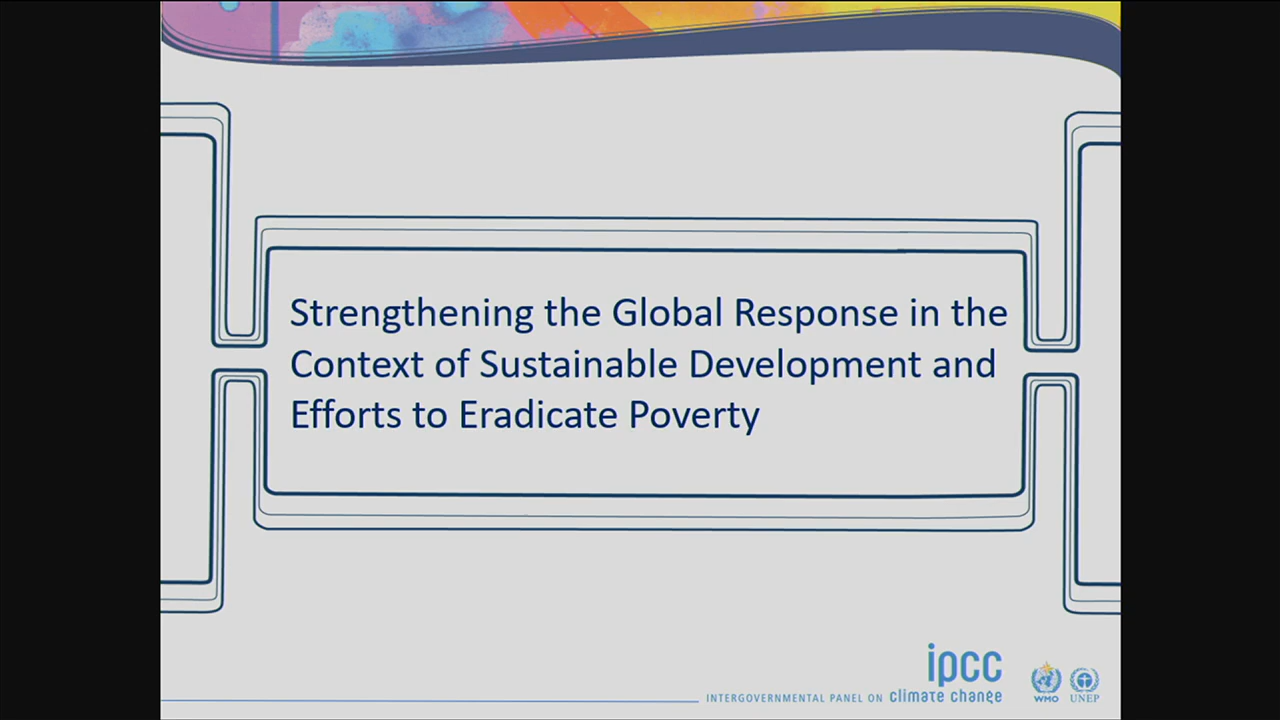 Strengthening the Global Response in the
Context of Sustainable Development and
Efforts to Eradicate Poverty
ipcc
INTERGOVERNMENTAL PANEL ON climate change
WMO
UNEP